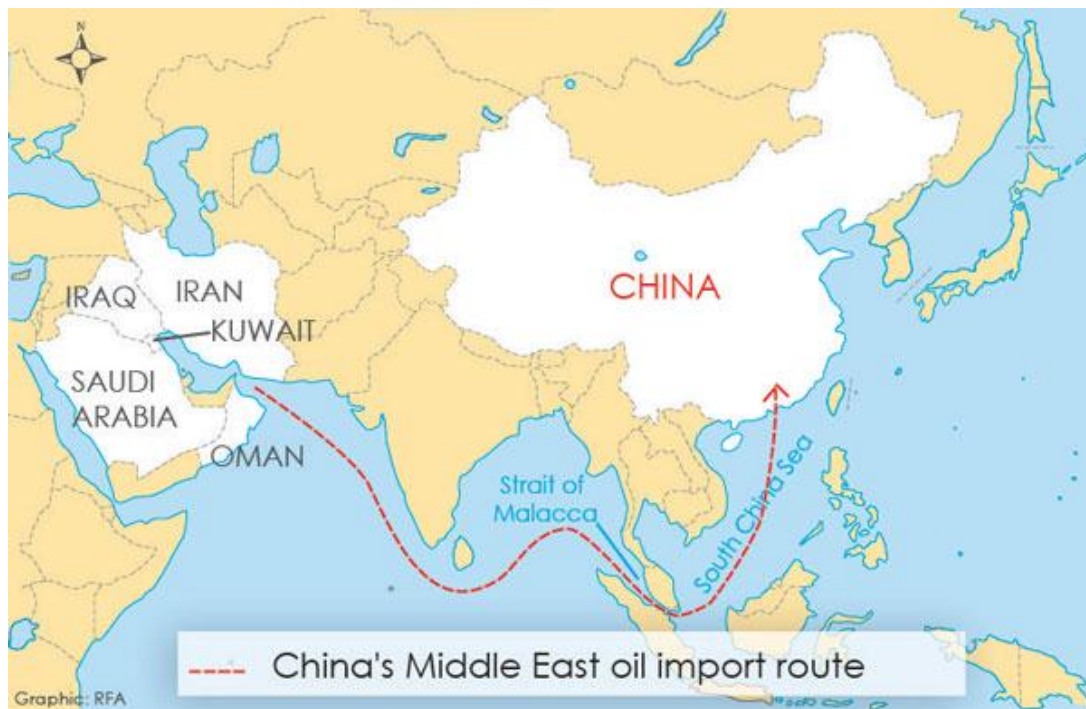 N
CHINA
IRAQ
IRAN
KUWAIT
SAUDI
ARABIA
OMAN
Strait of
Malacca
South China Sea
China's Middle East oil import route
Graphic: RFA